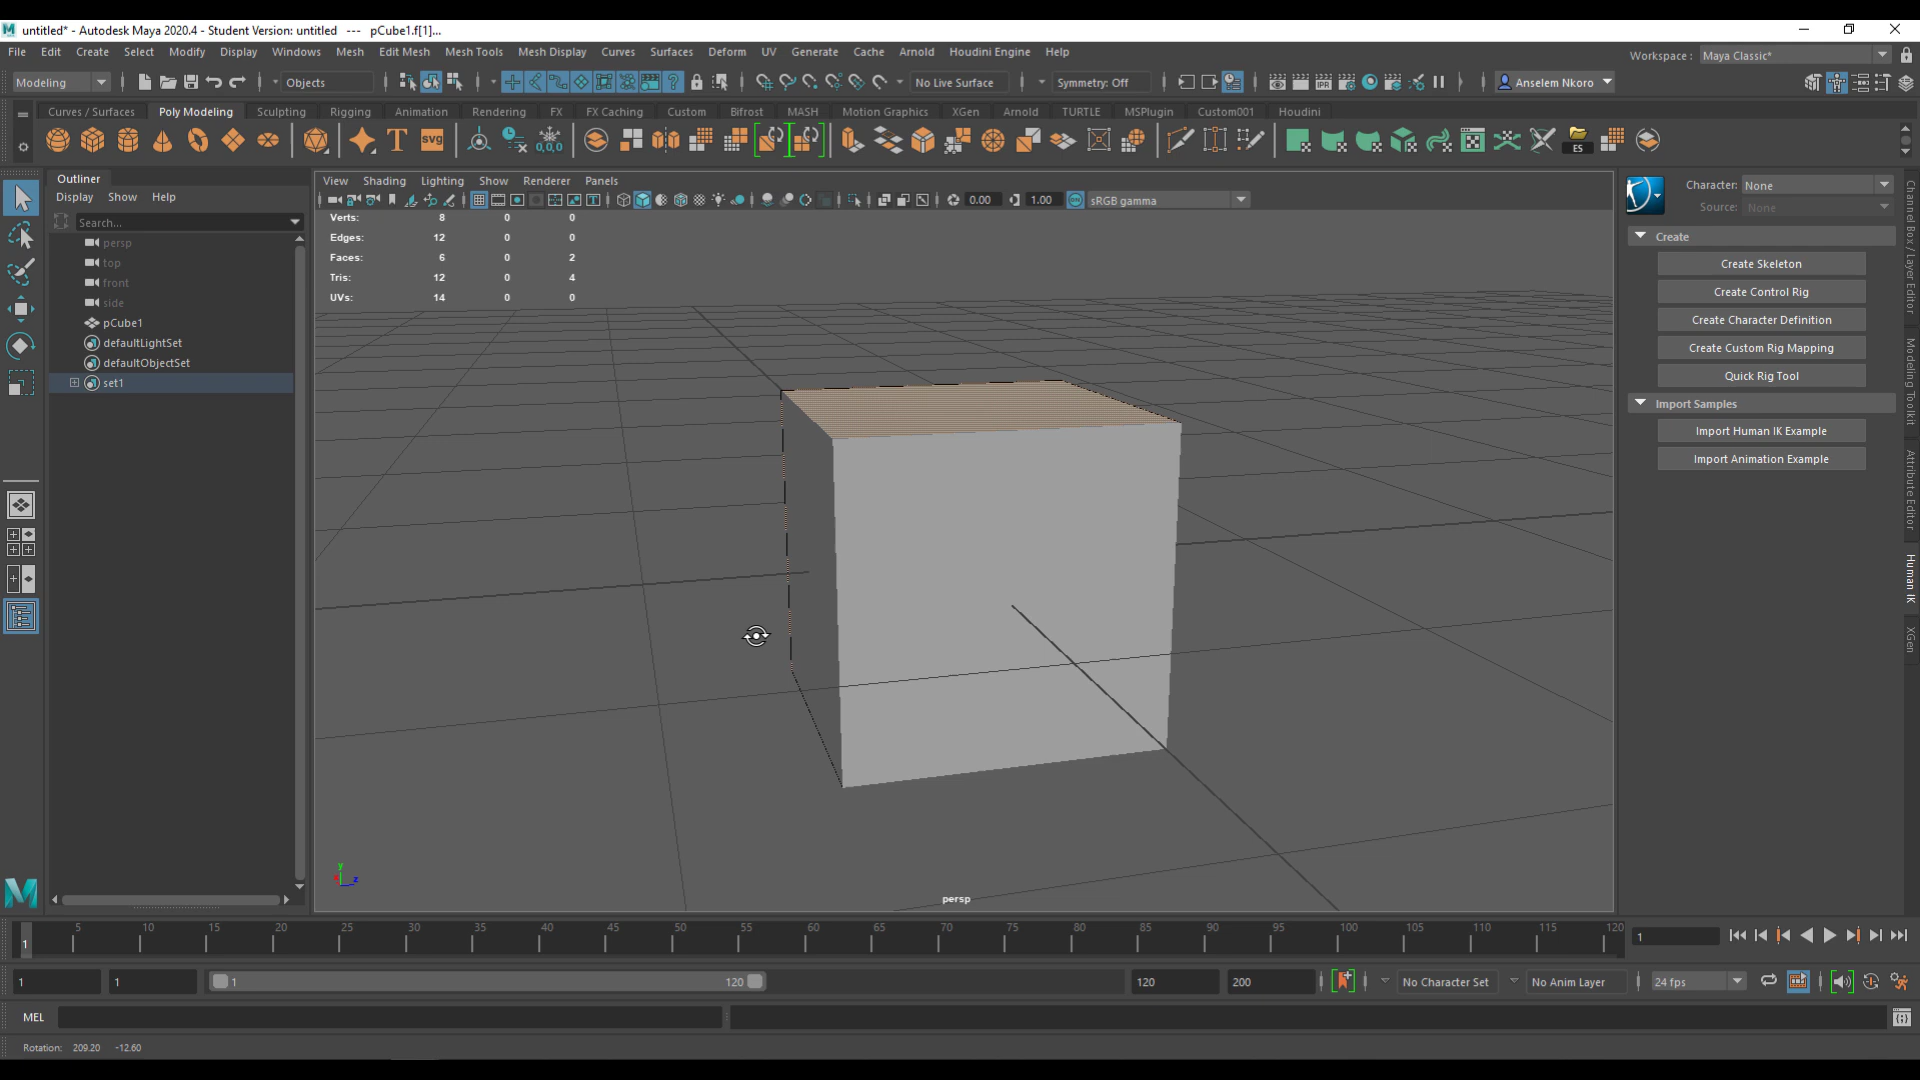 untitled* - Autodesk Maya 2020.4 - Student Version: untitled --- pCube1.f[1]...
File Edit Create Select Modify Display Windows Mesh Edit Mesh Mesh Tools Mesh Display Curves Surfaces Deform UV Generate Cache Arnold Houdini Engine Help
Workspace : Maya Classic*
Modeling Objects No Live Surface Symmetry: Off Anselem Nkoro
Curves / Surfaces Poly Modeling Sculpting Rigging Animation Rendering FX FX Caching Custom Bifrost MASH Motion Graphics XGen Arnold TURTLE MSPlugin Custom001 Houdini
T SVG 0,0,0 ES
Outliner
Display Show Help
Search...
persp
top
front
side
pCube1
defaultLightSet
defaultObjectSet
set1
View Shading Lighting Show Renderer Panels
0.00 1.00 sRGB gamma
Verts: 8 0 0
Edges: 12 0 0
Faces: 6 0 2
Tris: 12 0 4
UVs: 14 0 0
y
z
persp
Character: None
Source: None
Create
Create Skeleton
Create Control Rig
Create Character Definition
Create Custom Rig Mapping
Quick Rig Tool
Import Samples
Import Human IK Example
Import Animation Example
Channel Box / Layer Editor
Modeling Toolkit
Attribute Editor
Human IK
XGen
1 5 10 15 20 25 30 35 40 45 50 55 60 65 70 75 80 85 90 95 100 105 110 115 120
1
1 1 1 120 120 200 No Character Set No Anim Layer 24 fps
MEL
Rotation: 209.20 -12.60